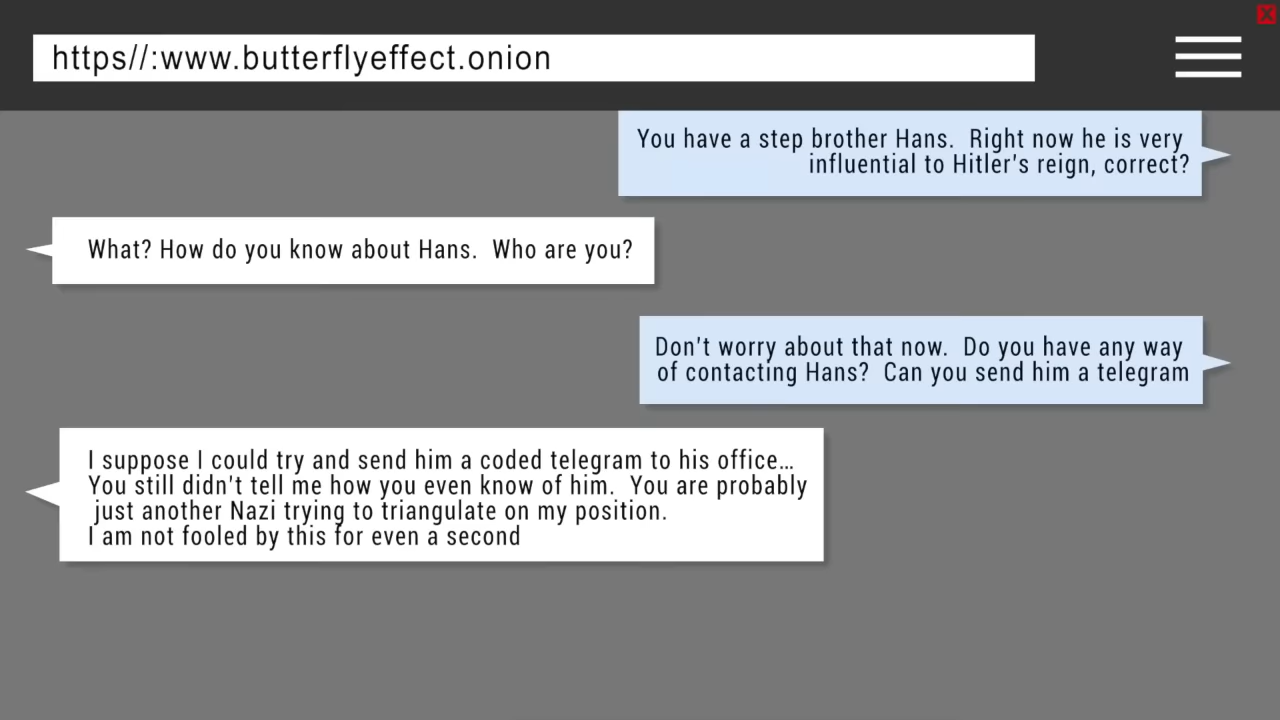 https//:www.butterflyeffect.onion
You have a step brother Hans.  Right now he is very
influential to Hitler's reign, correct?
What? How do you know about Hans.  Who are you?
Don't worry about that now.  Do you have any way
of contacting Hans?  Can you send him a telegram
I suppose I could try and send him a coded telegram to his office...
You still didn't tell me how you even know of him.  You are probably
just another Nazi trying to triangulate on my position.
I am not fooled by this for even a second